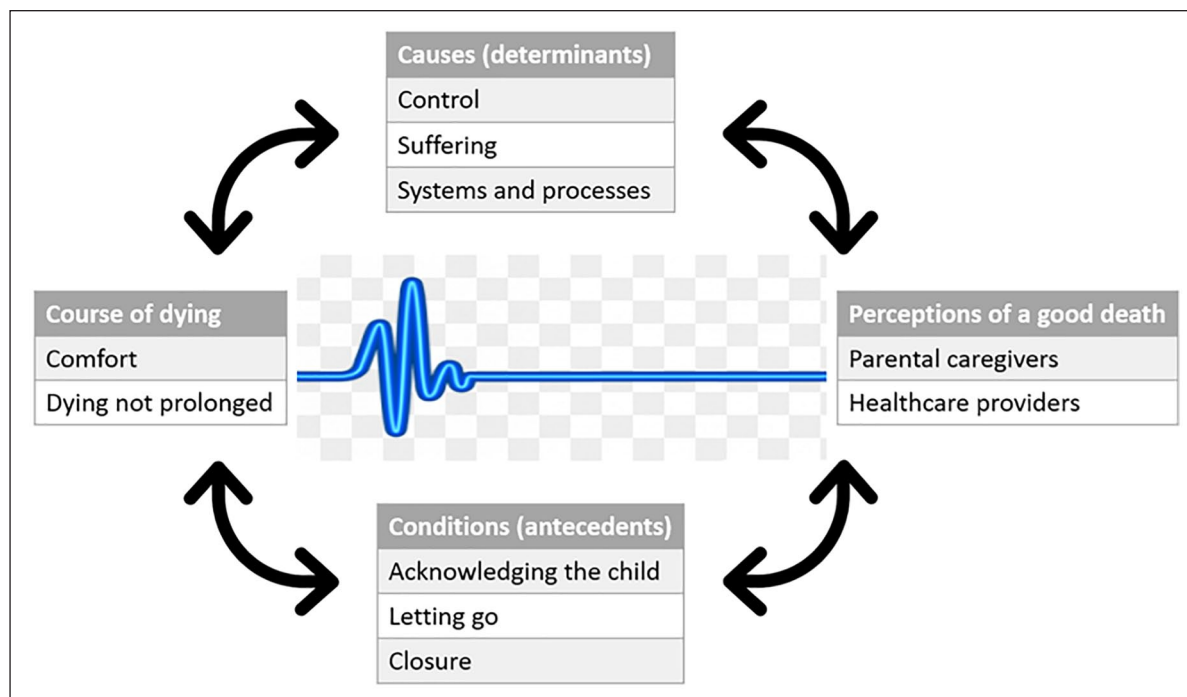 Causes (determinants)
Control
Suffering
Systems and processes
Course of dying
Comfort
Dying not prolonged
Perceptions of a good death
Parental caregivers
Healthcare providers
Conditions (antecedents)
Acknowledging the child
Letting go
Closure